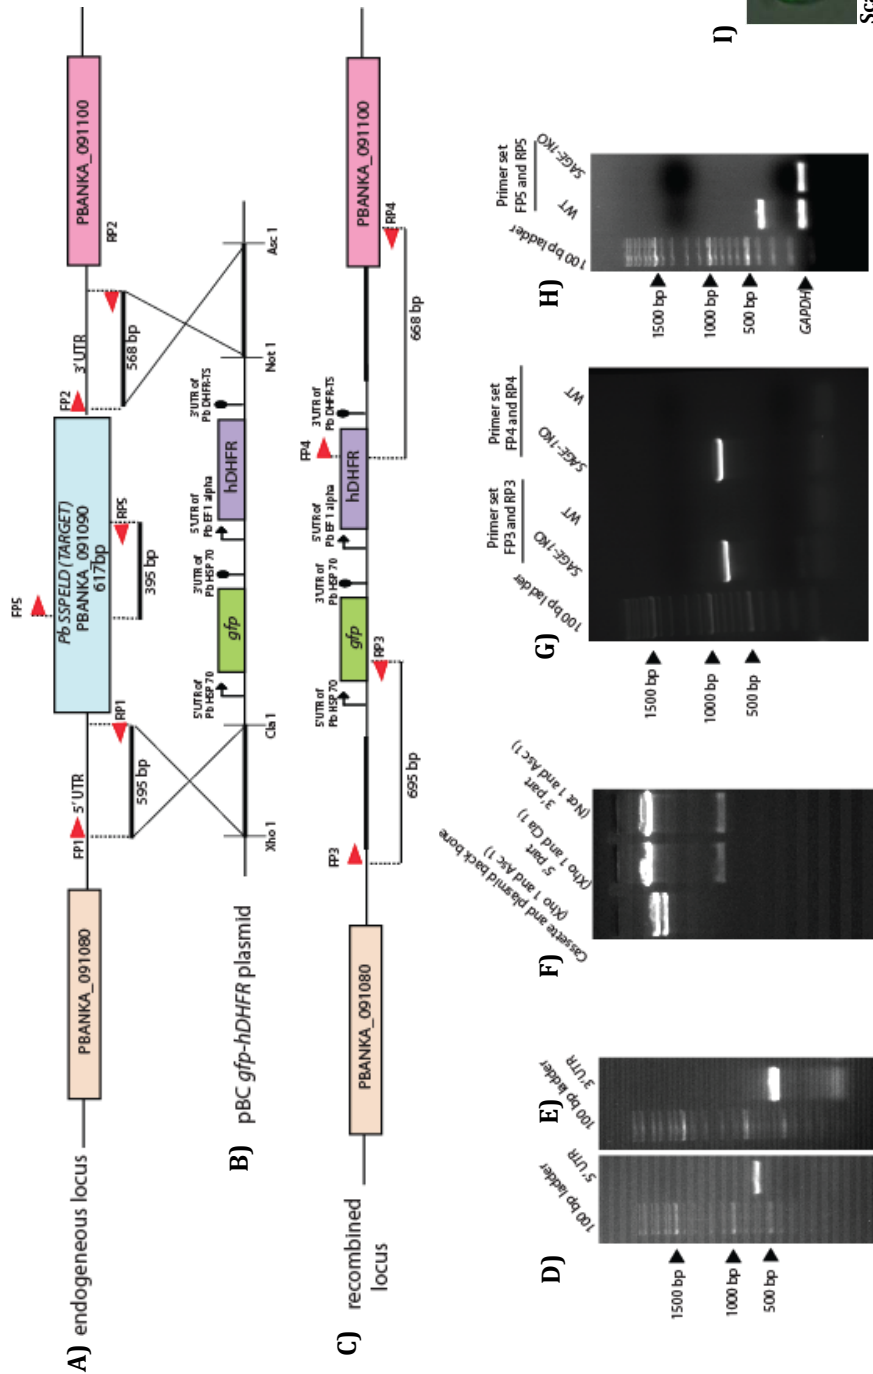 A) endogeneous locus
PBANKA_091080
FP1
5' UTR
RP1
595 bp
FP5
Pb SSPELD (TARGET)
PBANKA_091090
617bp
RP5
395 bp
FP2
3' UTR
RP2
568 bp
PBANKA_091100
B) pBC gfp-hDHFR plasmid
Xho 1
Cla 1
5'UTR of
Pb HSP 70
gfp
3'UTR of
Pb HSP 70
5'UTR of
Pb EF 1 alpha
hDHFR
3'UTR of
Pb DHFR-TS
Not 1
Asc 1
C) recombined
locus
PBANKA_091080
FP3
695 bp
5'UTR of
Pb HSP 70
gfp
RP3
3'UTR of
Pb HSP 70
5'UTR of
Pb EF 1 alpha
FP4
hDHFR
3'UTR of
Pb DHFR-TS
668 bp
RP4
PBANKA_091100
D)
100 bp ladder
5' UTR
1500 bp
1000 bp
500 bp
E)
100 bp ladder
3' UTR
F)
Cassette and plasmid back bone
(Xho 1 and Asc 1)
5' part
(Xho 1 and Ca 1)
3' part
(Not 1 and Asc 1)
G)
100 bp ladder
Primer set
FP3 and RP3
SAGE-1KO
WT
Primer set
FP4 and RP4
SAGE-1KO
WT
1500 bp
1000 bp
500 bp
H)
100 bp ladder
Primer set
FP5 and RP5
WT
SAGE-1KO
1500 bp
1000 bp
500 bp
GAPDH
I)